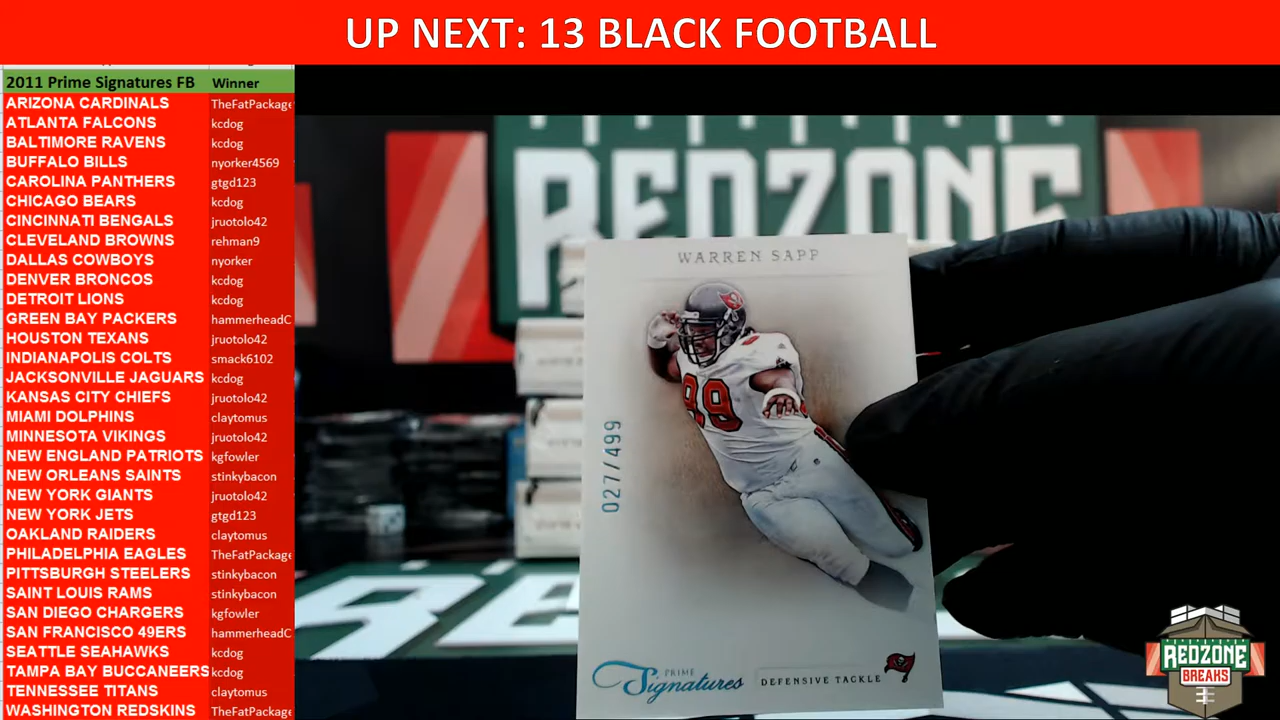 UP NEXT: 13 BLACK FOOTBALL
2011 Prime Signatures FB Winner
ARIZONA CARDINALS TheFatPackage
ATLANTA FALCONS kcdog
BALTIMORE RAVENS kcdog
BUFFALO BILLS nyorker4569
CAROLINA PANTHERS gtgd123
CHICAGO BEARS kcdog
CINCINNATI BENGALS jruotolo42
CLEVELAND BROWNS rehman9
DALLAS COWBOYS nyorker
DENVER BRONCOS kcdog
DETROIT LIONS kcdog
GREEN BAY PACKERS hammerheadC
HOUSTON TEXANS jruotolo42
INDIANAPOLIS COLTS smack6102
JACKSONVILLE JAGUARS kcdog
KANSAS CITY CHIEFS jruotolo42
MIAMI DOLPHINS claytomus
MINNESOTA VIKINGS jruotolo42
NEW ENGLAND PATRIOTS kgfowler
NEW ORLEANS SAINTS stinkybacon
NEW YORK GIANTS jruotolo42
NEW YORK JETS gtgd123
OAKLAND RAIDERS claytomus
PHILADELPHIA EAGLES TheFatPackage
PITTSBURGH STEELERS stinkybacon
SAINT LOUIS RAMS stinkybacon
SAN DIEGO CHARGERS kgfowler
SAN FRANCISCO 49ERS hammerheadC
SEATTLE SEAHAWKS kcdog
TAMPA BAY BUCCANEERS kcdog
TENNESSEE TITANS claytomus
WASHINGTON REDSKINS TheFatPackage
REDZONE
WARREN SAPP
99
027/499
PRIME
Signatures
DEFENSIVE TACKLE
REDZONE
BREAKS